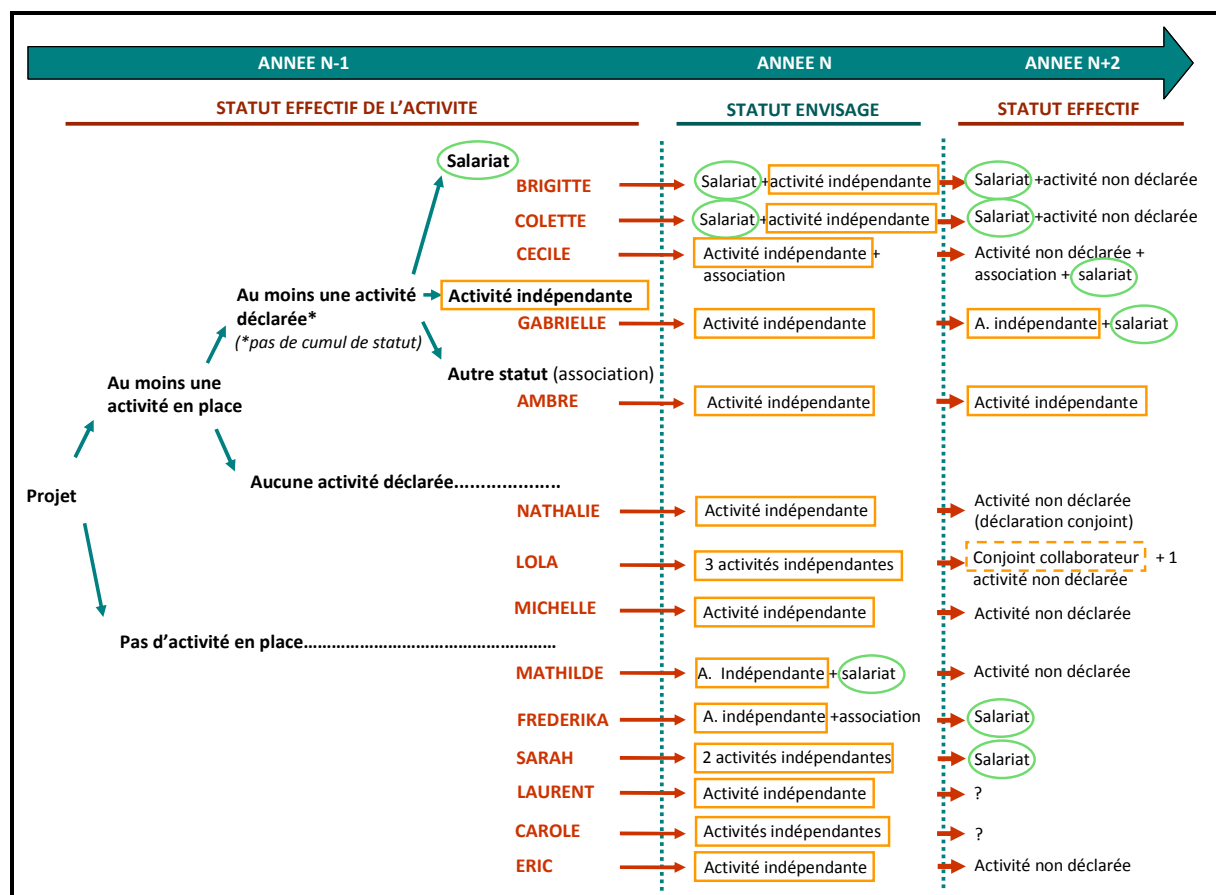 ANNEE N-1 ANNEE N ANNEE N+2
STATUT EFFECTIF DE L'ACTIVITE STATUT ENVISAGE STATUT EFFECTIF
Salariat
BRIGITTE Salariat +activité indépendante Salariat +activité non déclarée
COLETTE Salariat +activité indépendante Salariat +activité non déclarée
CECILE Activité indépendante + Activité non déclarée +
association association + salariat
Au moins une activité Activité indépendante
déclarée*
(*pas de cumul de statut)
GABRIELLE Activité indépendante A. indépendante + salariat
Autre statut (association)
Au moins une
activité en place
AMBRE Activité indépendante Activité indépendante
Aucune activité déclarée.....................
Projet
NATHALIE Activité indépendante Activité non déclarée
(déclaration conjoint)
LOLA 3 activités indépendantes Conjoint collaborateur + 1
activité non déclarée
MICHELLE Activité indépendante Activité non déclarée
Pas d'activité en place......................................................
MATHILDE A. Indépendante + salariat Activité non déclarée
FREDERIKA A. indépendante +association Salariat
SARAH 2 activités indépendantes Salariat
LAURENT Activité indépendante ?
CAROLE Activités indépendantes ?
ERIC Activité indépendante Activité non déclarée